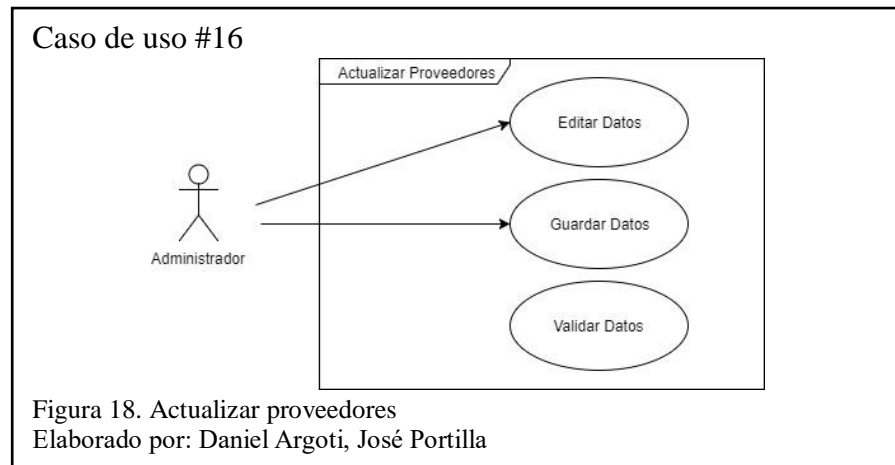 Caso de uso #16
Actualizar Proveedores
Editar Datos
Guardar Datos
Administrador
Validar Datos
Figura 18. Actualizar proveedores
Elaborado por: Daniel Argoti, José Portilla